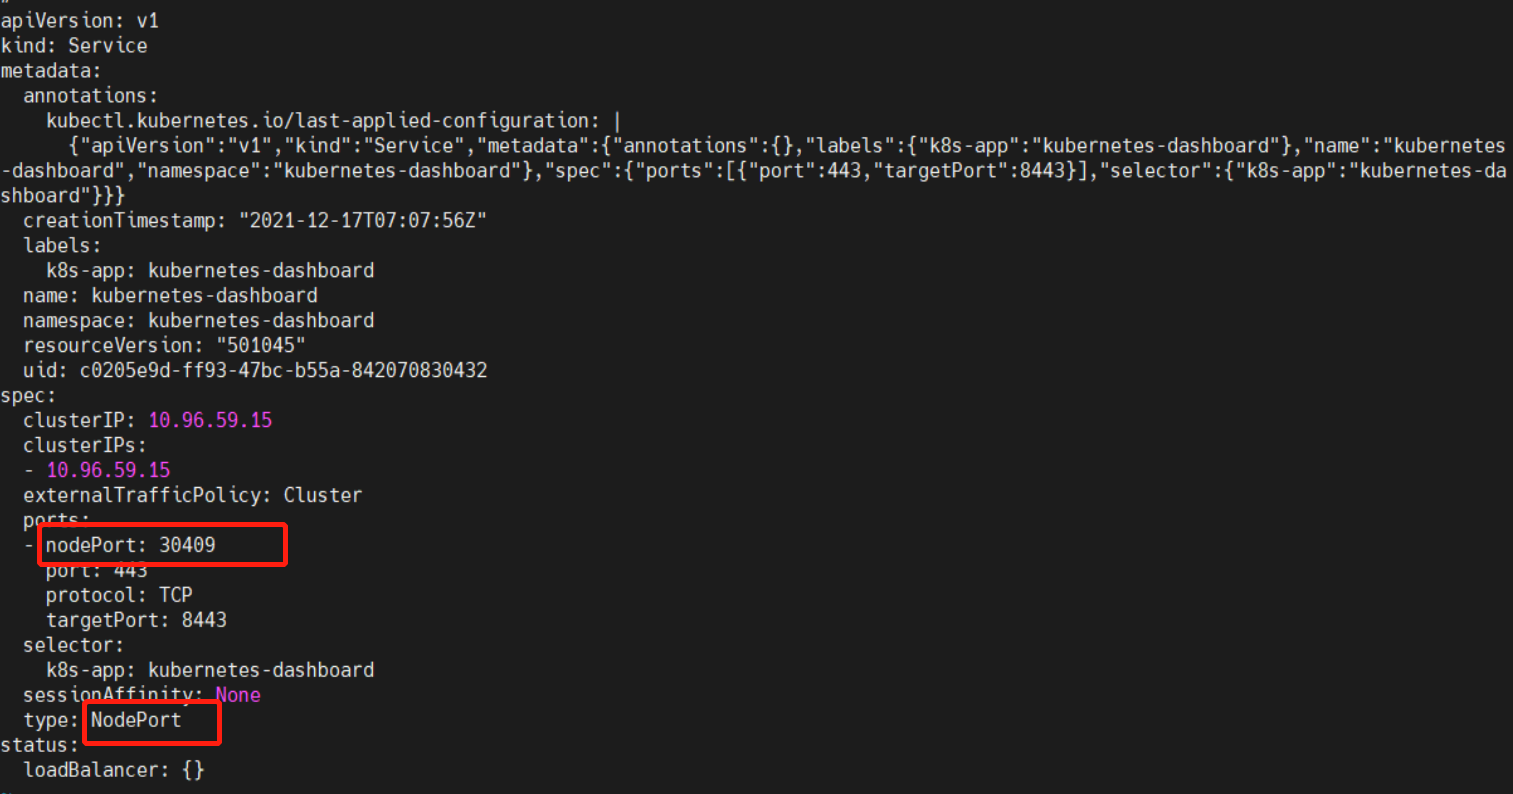 apiVersion: v1
kind: Service
metadata:
  annotations:
    kubectl.kubernetes.io/last-applied-configuration: |
      {"apiVersion":"v1","kind":"Service","metadata":{"annotations":{},"labels":{"k8s-app":"kubernetes-dashboard"},"name":"kubernetes
-dashboard","namespace":"kubernetes-dashboard"},"spec":{"ports":[{"port":443,"targetPort":8443}],"selector":{"k8s-app":"kubernetes-da
shboard"}}}
  creationTimestamp: "2021-12-17T07:07:56Z"
  labels:
    k8s-app: kubernetes-dashboard
  name: kubernetes-dashboard
  namespace: kubernetes-dashboard
  resourceVersion: "501045"
  uid: c0205e9d-ff93-47bc-b55a-842070830432
spec:
  clusterIP: 10.96.59.15
  clusterIPs:
  - 10.96.59.15
  externalTrafficPolicy: Cluster
  ports:
  - nodePort: 30409
    port: 443
    protocol: TCP
    targetPort: 8443
  selector:
    k8s-app: kubernetes-dashboard
  sessionAffinity: None
  type: NodePort
status:
  loadBalancer: {}